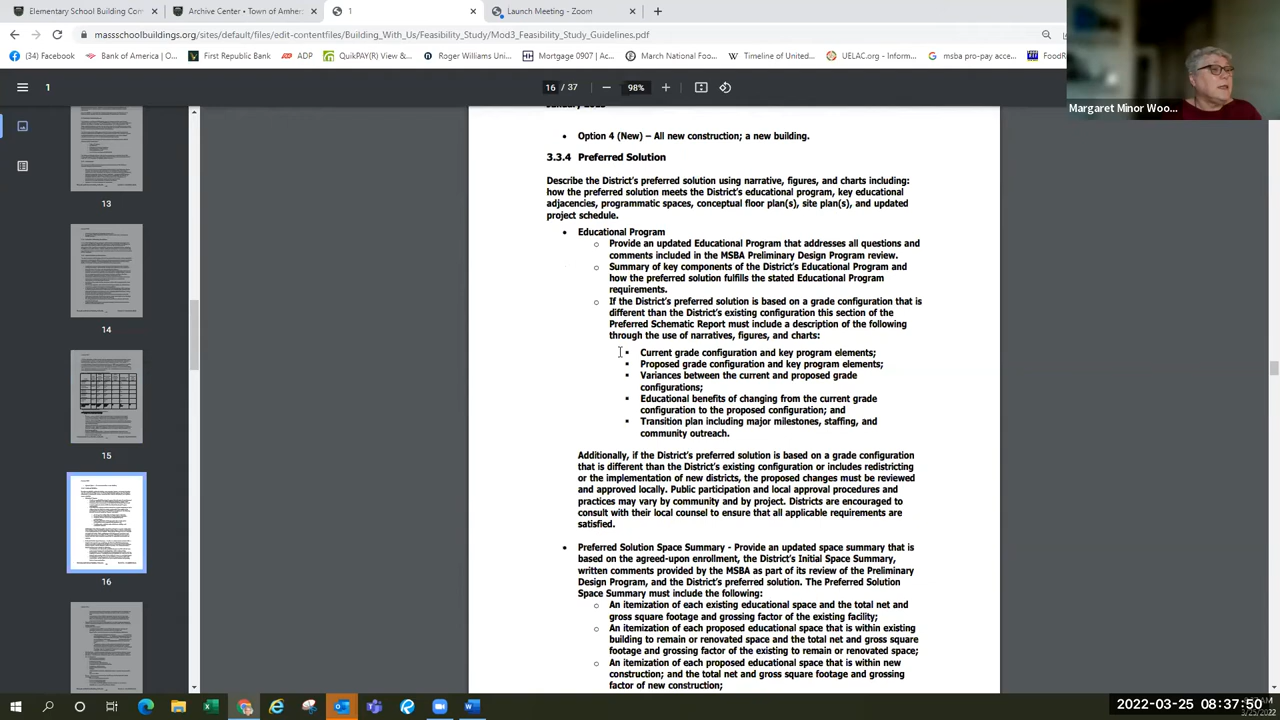 Elementary School Building Con
Archive Center • Town of Amhers
1
Launch Meeting - Zoom
massschoolbuildings.org/sites/default/files/edit-contentfiles/Building_With_Us/Feasibility_Study/Mod3_Feasibility_Study_Guidelines.pdf
(34) Facebook
Bank of America | O...
First Republic Bank
ADP
QuickPAY(R) View &...
Roger Williams Uni...
Mortgage 0907 | Ac...
March National Foo...
Timeline of United...
UELAC.org - Inform...
msba pro-pay acce...
Margaret Minor Woo...
1
16 / 37
98%
• Option 4 (New) – All new construction; a new building.
3.3.4 Preferred Solution
Describe the District's preferred solution using narrative, figures, and charts including:
how the preferred solution meets the District's educational program, key educational
adjacencies, programmatic spaces, conceptual floor plan(s), site plan(s), and updated
project schedule.
• Educational Program
o Provide an updated Educational Program that addresses all questions and
comments included in the MSBA Preliminary Design Program review.
o Summary of key components of the District's Educational Program and
how the preferred solution fulfills the stated Educational Program
requirements.
o If the District's preferred solution is based on a grade configuration that is
different than the District's existing configuration this section of the
Preferred Schematic Report must include a description of the following
through the use of narratives, figures, and charts:
▪ Current grade configuration and key program elements;
▪ Proposed grade configuration and key program elements;
▪ Variances between the current and proposed grade
configurations;
▪ Educational benefits of changing from the current grade
configuration to the proposed configuration; and
▪ Transition plan including major milestones, staffing, and
community outreach.
Additionally, if the District's preferred solution is based on a grade configuration
that is different than the District's existing configuration or includes redistricting
or the implementation of new districts, the proposed changes must be reviewed
and approved locally. Public participation and local approval procedures and
practices may vary by community and by project. Districts are encouraged to
consult with their local counsel to ensure that all applicable requirements are
satisfied.
• Preferred Solution Space Summary - Provide an updated space summary that is
based on the agreed-upon enrollment, the District's Initial Space Summary,
written comments provided by the MSBA as part of its review of the Preliminary
Design Program, and the District's preferred solution. The Preferred Solution
Space Summary must include the following:
o An itemization of each existing educational space and the total net and
gross square footage and grossing factor of the existing facility;
o An itemization of each proposed educational space that is within existing
building to remain or renovated space and the total net and gross square
footage and grossing factor of the existing to remain or renovated space;
o An itemization of each proposed educational space that is within new
construction; and the total net and gross square footage and grossing
factor of new construction;
13
14
15
16
2022-03-25 08:37:50